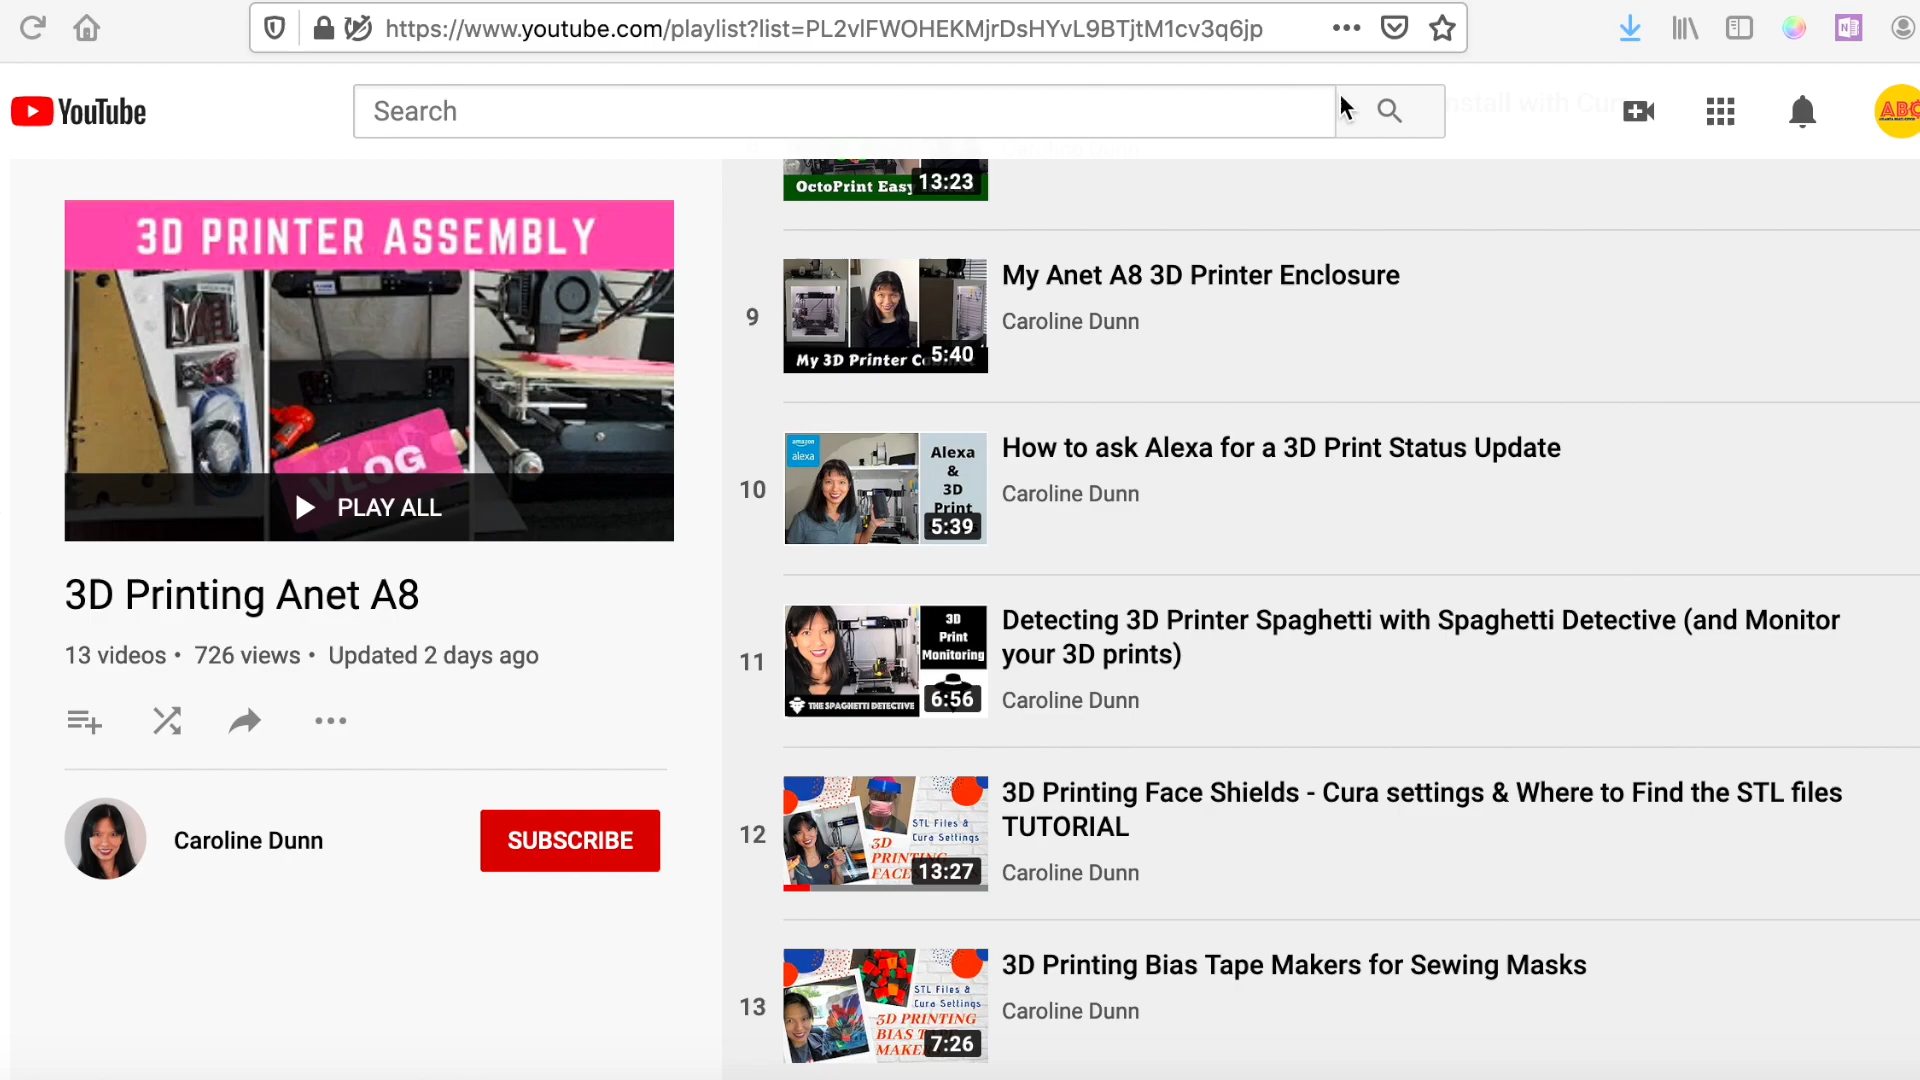 https://www.youtube.com/playlist?list=PL2vlFWOHEKMjrDsHYvL9BTjtM1cv3q6jp
YouTube
Search
ABC
3D PRINTER ASSEMBLY
VLOG
PLAY ALL
3D Printing Anet A8
13 videos • 726 views • Updated 2 days ago
Caroline Dunn
SUBSCRIBE
OctoPrint Easy
13:23
9
My 3D Printer
5:40
My Anet A8 3D Printer Enclosure
Caroline Dunn
10
amazon
alexa
Alexa
&
3D
Print
5:39
How to ask Alexa for a 3D Print Status Update
Caroline Dunn
11
3D
Print
Monitoring
THE SPAGHETTI DETECTIVE
6:56
Detecting 3D Printer Spaghetti with Spaghetti Detective (and Monitor
your 3D prints)
Caroline Dunn
12
STL Files &
Cura Settings
3D
PRINTING
FACE
13:27
3D Printing Face Shields - Cura settings & Where to Find the STL files
TUTORIAL
Caroline Dunn
13
STL Files &
Cura Settings
3D PRINTING
BIAS TAPE
MAKE
7:26
3D Printing Bias Tape Makers for Sewing Masks
Caroline Dunn